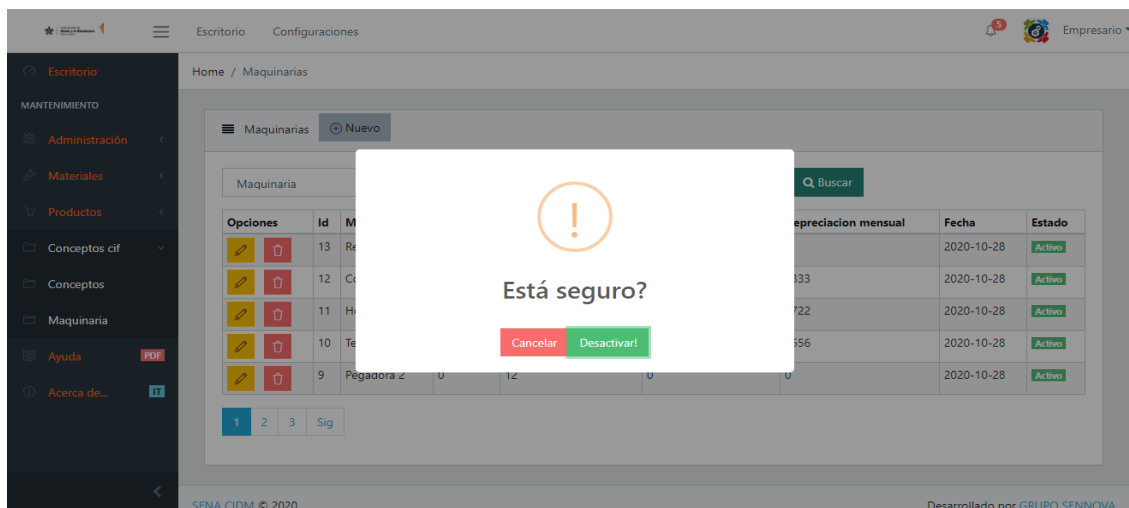 Escritorio Configuraciones 5 Empresario
Escritorio
Home / Maquinarias
MANTENIMIENTO
Maquinarias Nuevo
Administración
Materiales
Maquinaria Buscar
Productos
Opciones Id epreciacion mensual Fecha Estado
Conceptos cif
13 2020-10-28 Activo
Conceptos
12 333 2020-10-28 Activo
Está seguro?
Maquinaria
11 722 2020-10-28 Activo
Cancelar Desactivar!
10 556 2020-10-28 Activo
Ayuda PDF
9 Pegadora 2 0 12 0 0 2020-10-28 Activo
Acerca de... IT
1 2 3 Sig
SENA CIDM © 2020 Desarrollado por GRUPO SENNOVA